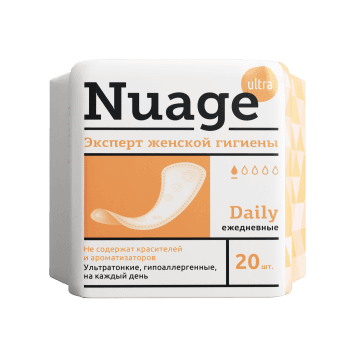 ultra
Nuage
Эксперт женской гигиены
Daily
ежедневные
Не содержат красителей
и ароматизаторов
Ультратонкие, гипоаллергенные,
на каждый день
20 шт.